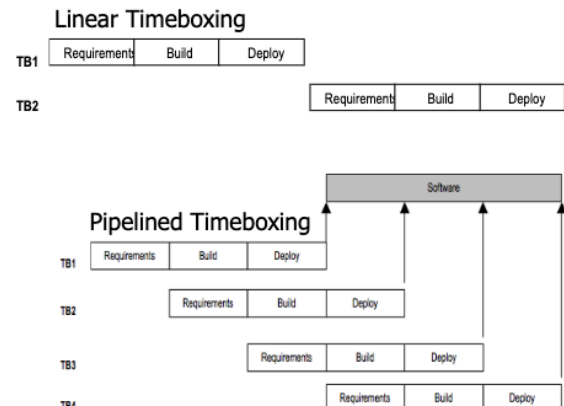 Linear Timeboxing
TB1 Requirements Build Deploy
TB2 Requirements Build Deploy
Software
Pipelined Timeboxing
TB1 Requirements Build Deploy
TB2 Requirements Build Deploy
TB3 Requirements Build Deploy
TB4 Requirements Build Deploy